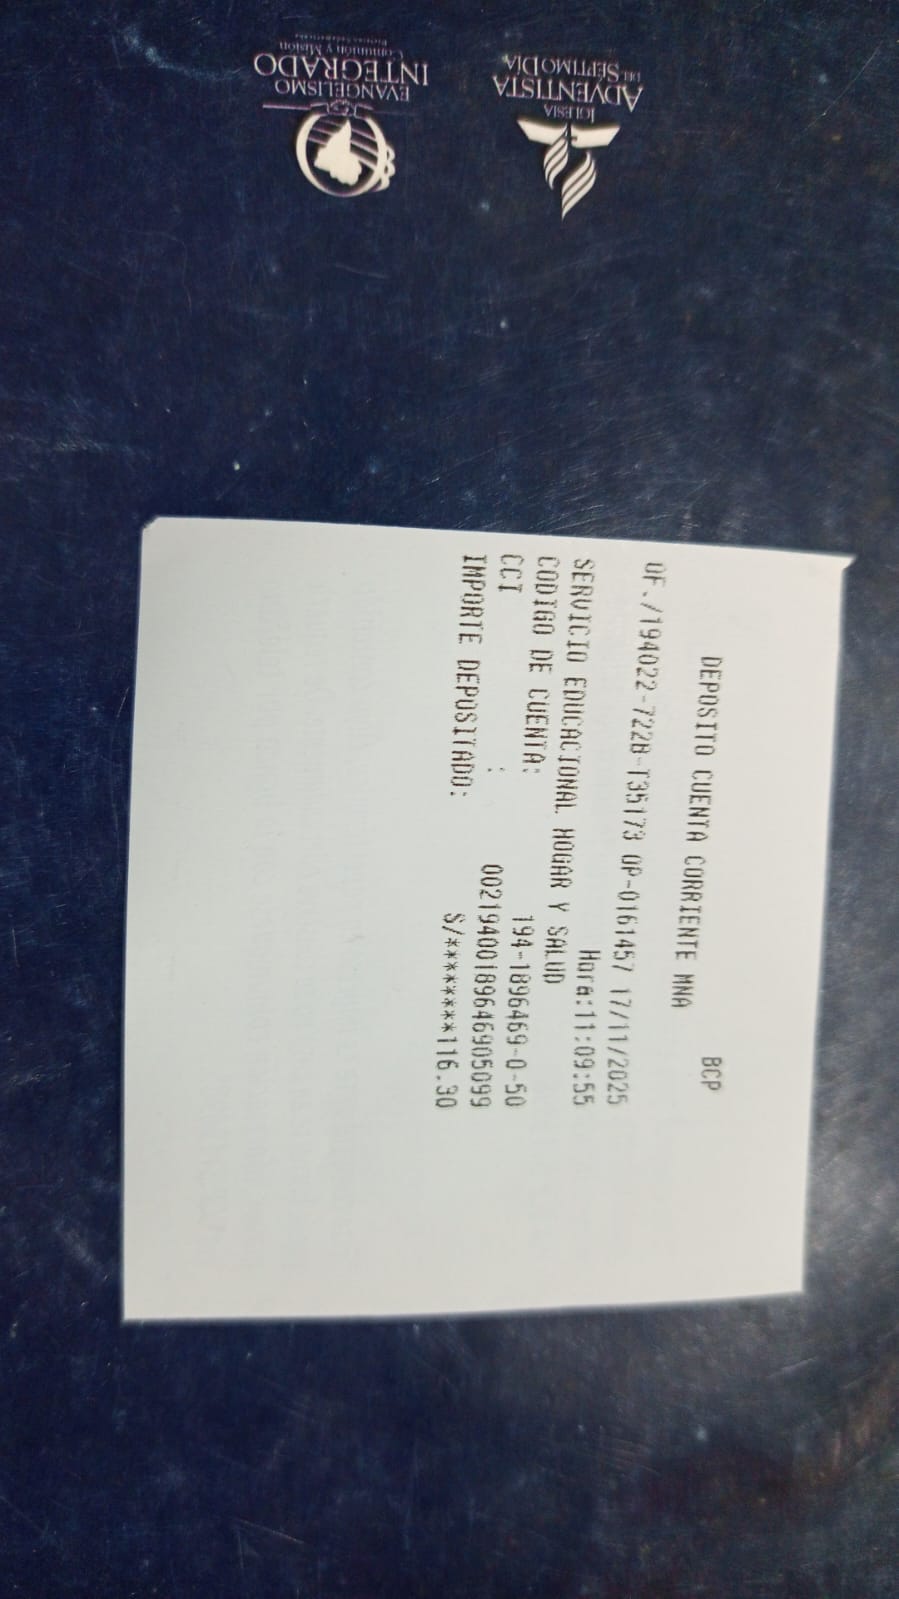 IGLESIA
ADVENTISTA
DEL
SÉPTIMO DÍA
EVANGELISMO
INTEGRADO
Comunión y Misión
DEPOSITO CUENTA CORRIENTE MNA BCP
OF./194022-722B-T35173 OP-0161457 17/11/2025
Hora:11:09:55
SERVICIO EDUCACIONAL HOGAR Y SALUD
CODIGO DE CUENTA: 194-1896469-0-50
CCI : 00219400189646905099
IMPORTE DEPOSITADO: S/********116.30